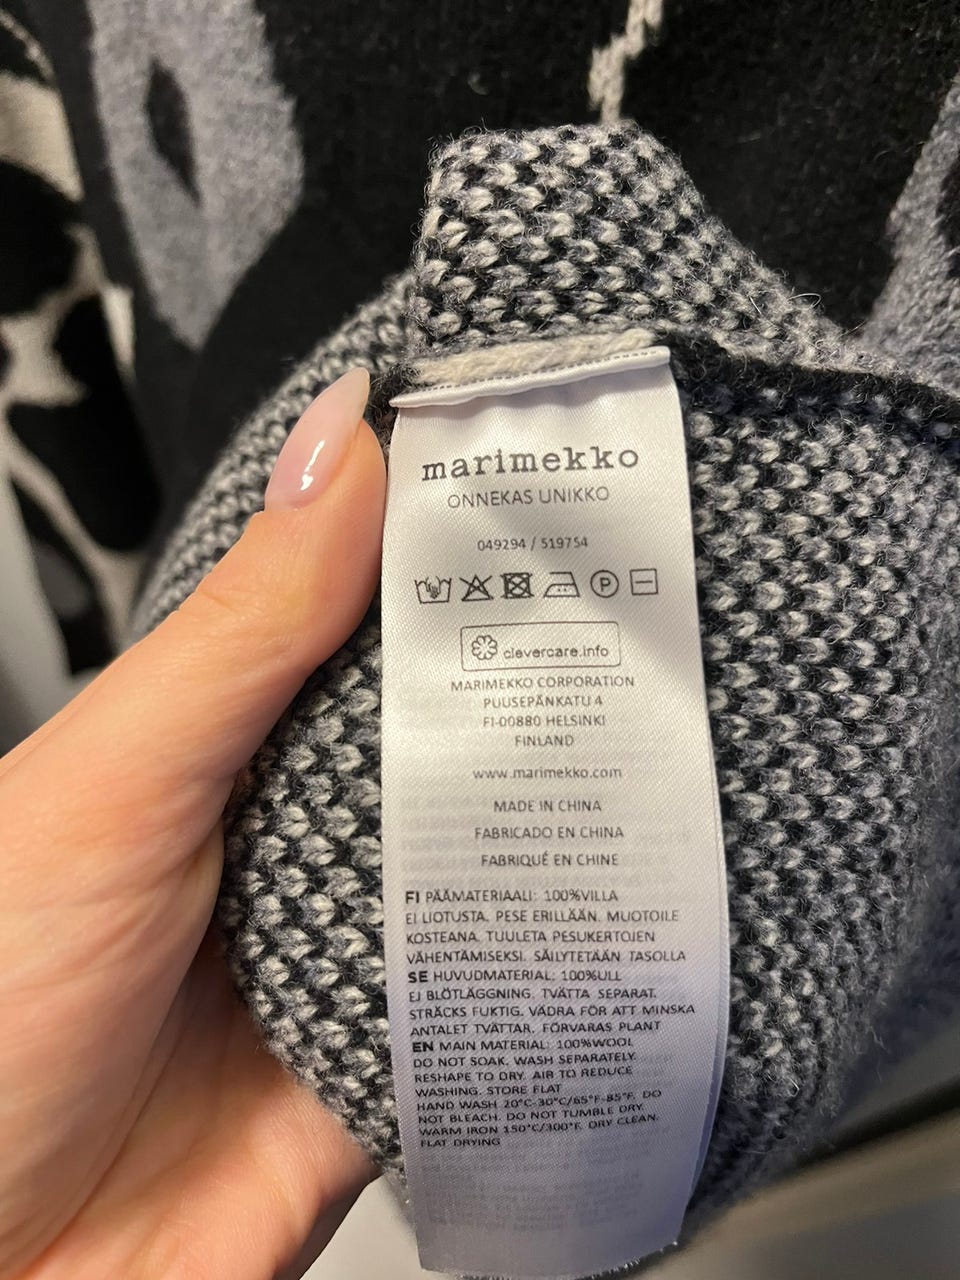 marimekko
ONNEKAS UNIKKO
049294 / 519754
P
clevercare.info
MARIMEKKO CORPORATION
PUUSEPÄNKATU 4
FI-00880 HELSINKI
FINLAND
www.marimekko.com
MADE IN CHINA
FABRICADO EN CHINA
FABRIQUÉ EN CHINE
FI PÄÄMATERIAALI: 100%VILLA
EI LIOTUSTA. PESE ERILLÄÄN. MUOTOILE
KOSTEANA. TUULETA PESUKERTOJEN
VÄHENTÄMISEKSI. SÄILYTETÄÄN TASOLLA
SE HUVUDMATERIAL: 100%ULL
EJ BLÖTLÄGGNING. TVÄTTA SEPARAT.
STRÄCKS FUKTIG. VÄDRA FÖR ATT MINSKA
ANTALET TVÄTTAR. FÖRVARAS PLANT
EN MAIN MATERIAL: 100%WOOL
DO NOT SOAK. WASH SEPARATELY.
RESHAPE TO DRY. AIR TO REDUCE
WASHING. STORE FLAT
HAND WASH 20°C-30°C/65°F-85°F. DO
NOT BLEACH. DO NOT TUMBLE DRY.
WARM IRON 150°C/300°F. DRY CLEAN.
FLAT DRYING